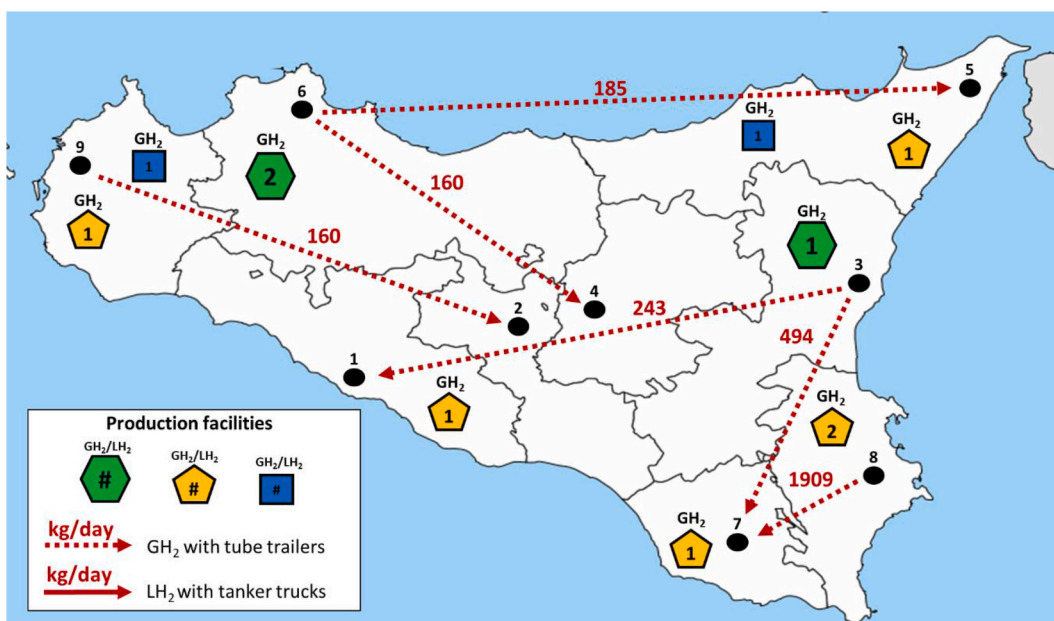 6
185
5
GH₂
1
GH₂
1
9
GH₂
1
GH₂
2
160
GH₂
1
GH₂
1
3
160
2
4
243
494
1
GH₂
1
GH₂
2
8
1909
GH₂
1
7
Production facilities
GH₂/LH₂ GH₂/LH₂ GH₂/LH₂
# # #
kg/day
GH₂ with tube trailers
kg/day
LH₂ with tanker trucks